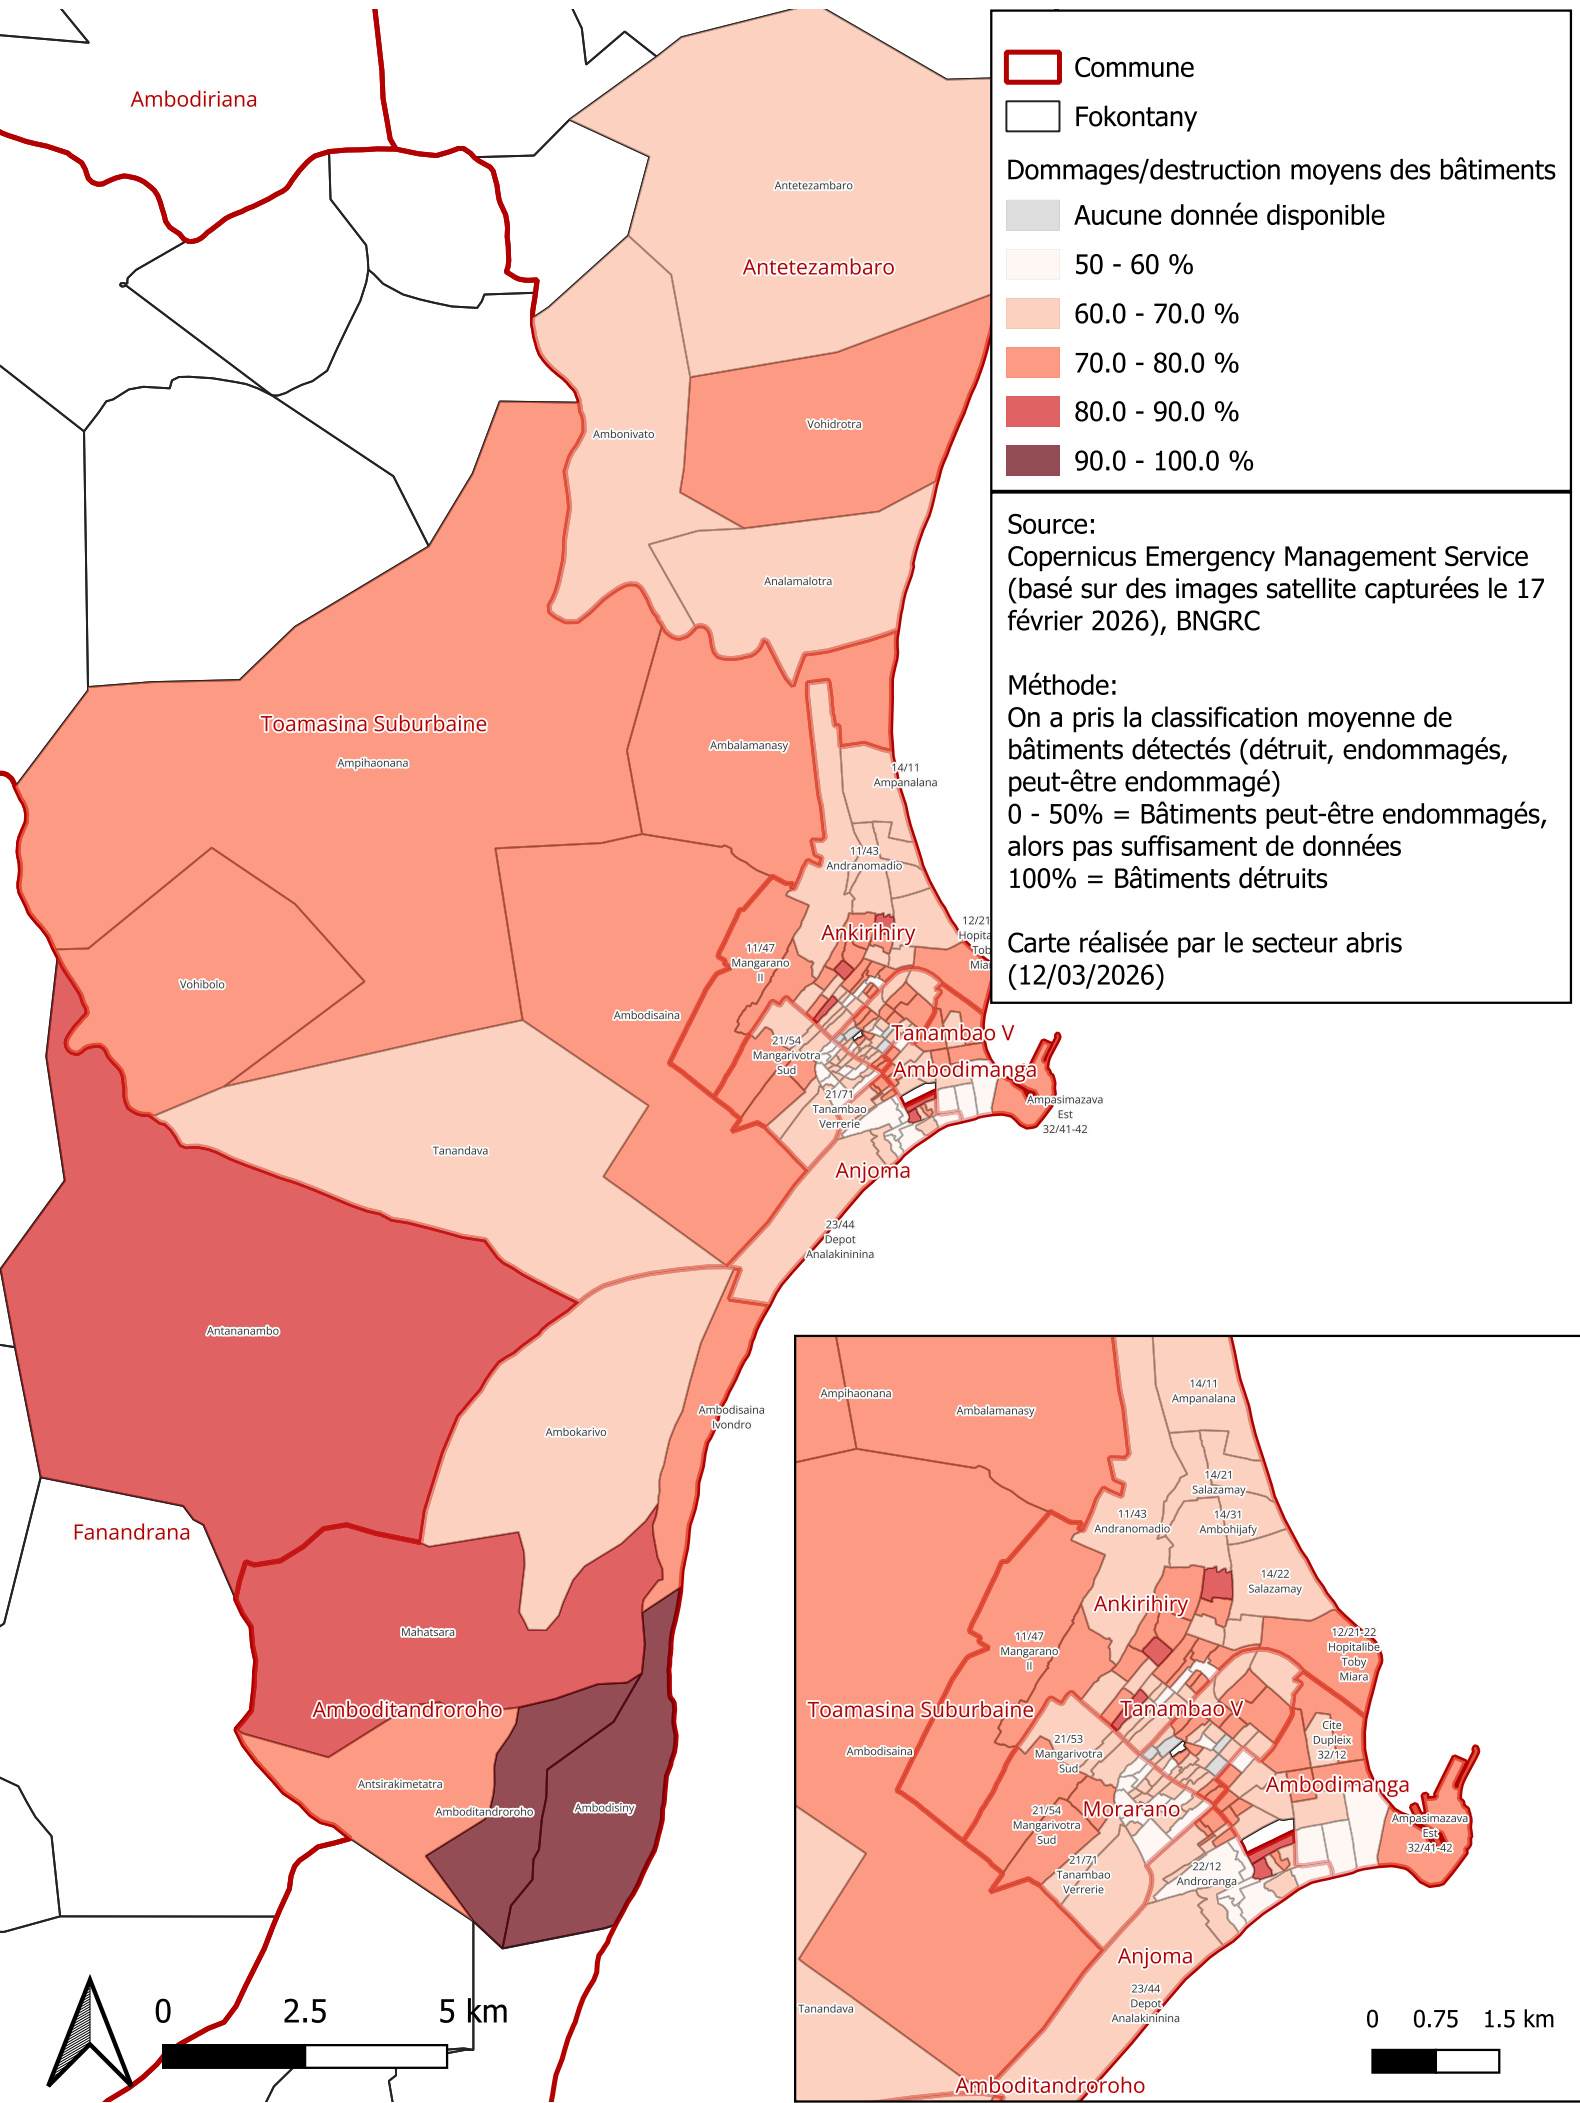 Commune
Fokontany
Dommages/destruction moyens des bâtiments
Aucune donnée disponible
50 - 60 %
60.0 - 70.0 %
70.0 - 80.0 %
80.0 - 90.0 %
90.0 - 100.0 %
Source:
Copernicus Emergency Management Service
(basé sur des images satellite capturées le 17
février 2026), BNGRC
Méthode:
On a pris la classification moyenne de
bâtiments détectés (détruit, endommagés,
peut-être endommagé)
0 - 50% = Bâtiments peut-être endommagés,
alors pas suffisament de données
100% = Bâtiments détruits
Carte réalisée par le secteur abris
(12/03/2026)
Ambodiriana
Antetezambaro
Antetezambaro
Vohidrotra
Ambonivato
Analamalotra
Toamasina Suburbaine
Ampihaonana
Ambalamanasy
14/11
Ampanalana
11/43
Andranomadio
12/21
Hopita
Tob
Miar
Ankirihiry
11/47
Mangarano
II
Vohibolo
Ambodisaina
Tanambao V
21/54
Mangarivotra
Sud
Ambodimanga
21/71
Tanambao
Verrerie
Ampasimazava
Est
32/41-42
Tanandava
Anjoma
23/44
Depot
Analakininina
Antananambo
Ambodisaina
Ivondro
Ambokarivo
Fanandrana
Mahatsara
Amboditandroroho
Antsirakimetatra
Amboditandroroho
Ambodisiny
0 2.5 5 km
Ampihaonana
Ambalamanasy
14/11
Ampanalana
14/21
Salazamay
11/43
Andranomadio
14/31
Ambohijafy
14/22
Salazamay
Ankirihiry
11/47
Mangarano
II
12/21-22
Hopitalibe
Toby
Miara
Toamasina Suburbaine
Tanambao V
Ambodisaina
21/53
Mangarivotra
Sud
Cite
Dupleix
32/12
Ambodimanga
Morarano
21/54
Mangarivotra
Sud
Ampasimazava
Est
32/41-42
21/71
Tanambao
Verrerie
22/12
Androranga
Anjoma
23/44
Depot
Analakininina
Tanandava
Amboditandroroho
0 0.75 1.5 km